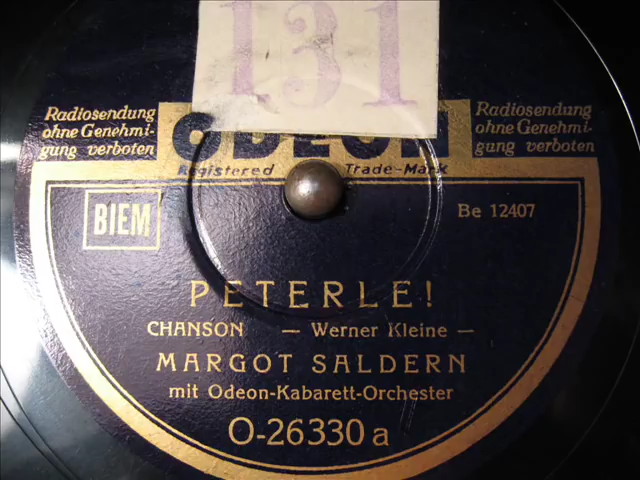 131
Radiosendung
ohne Genehmi-
gung verboten
ODEON
Radiosendung
ohne Genehmi-
gung verboten
Registered Trade-Mark
BIEM
Be 12407
PETERLE!
CHANSON — Werner Kleine —
MARGOT SALDERN
mit Odeon-Kabarett-Orchester
O-26330 a